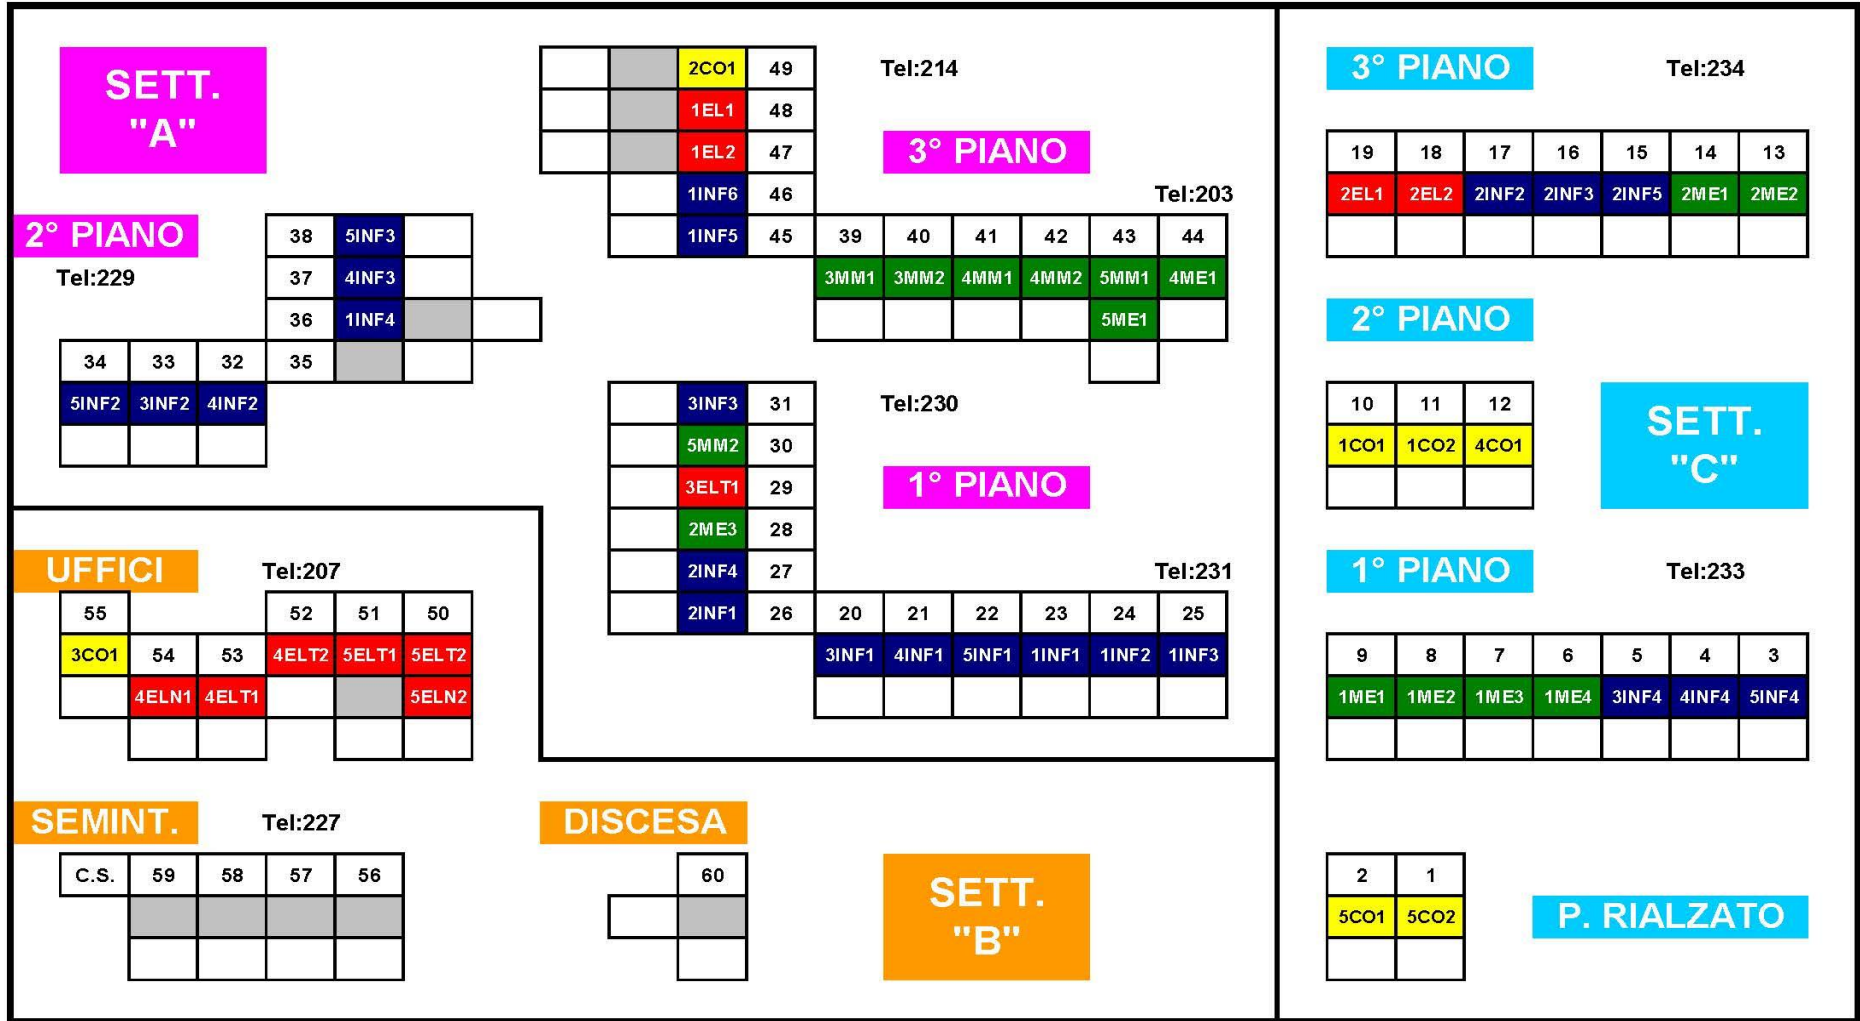 SETT.
"A"
2CO1 49 Tel:214
1EL1 48
1EL2 47 3° PIANO
1INF6 46 Tel:203
1INF5 45 39 40 41 42 43 44
3MM1 3MM2 4MM1 4MM2 5MM1 4ME1
5ME1
2° PIANO 38 5INF3
Tel:229 37 4INF3
36 1INF4
34 33 32 35
5INF2 3INF2 4INF2
3INF3 31 Tel:230
5MM2 30
3ELT1 29 1° PIANO
2ME3 28
2INF4 27 Tel:231
2INF1 26 20 21 22 23 24 25
3INF1 4INF1 5INF1 1INF1 1INF2 1INF3
UFFICI Tel:207
55 52 51 50
3CO1 54 53 4ELT2 5ELT1 5ELT2
4ELN1 4ELT1 5ELN2
SEMINT. Tel:227
C.S. 59 58 57 56
DISCESA
60
SETT.
"B"
3° PIANO Tel:234
19 18 17 16 15 14 13
2EL1 2EL2 2INF2 2INF3 2INF5 2ME1 2ME2
2° PIANO
10 11 12
1CO1 1CO2 4CO1
SETT.
"C"
1° PIANO Tel:233
9 8 7 6 5 4 3
1ME1 1ME2 1ME3 1ME4 3INF4 4INF4 5INF4
2 1
5CO1 5CO2 P. RIALZATO